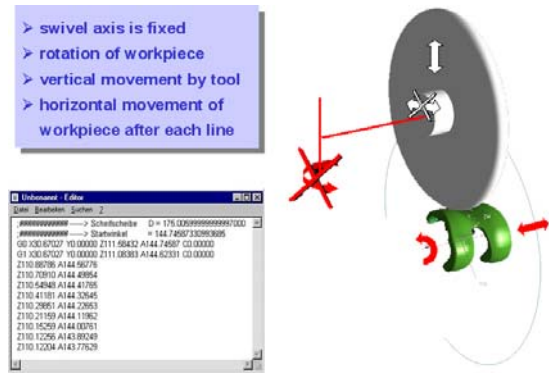 ➢ swivel axis is fixed
➢ rotation of workpiece
➢ vertical movement by tool
➢ horizontal movement of
workpiece after each line
Unbenannt - Editor
Datei Bearbeiten Suchen ?
;############ ----> Schleifscheibe D = 176.00699999999997000
;############ ----> Startwinkel = 144.74587332993685
G0 X30.67027 Y0.00000 Z111.58432 A144.74587 C0.00000
G1 X30.67027 Y0.00000 Z111.08383 A144.62331 C0.00000
Z110.88786 A144.56776
Z110.70910 A144.49854
Z110.54948 A144.41765
Z110.41181 A144.32645
Z110.29851 A144.22653
Z110.21159 A144.11962
Z110.15259 A144.00761
Z110.12256 A143.89249
Z110.12204 A143.77629